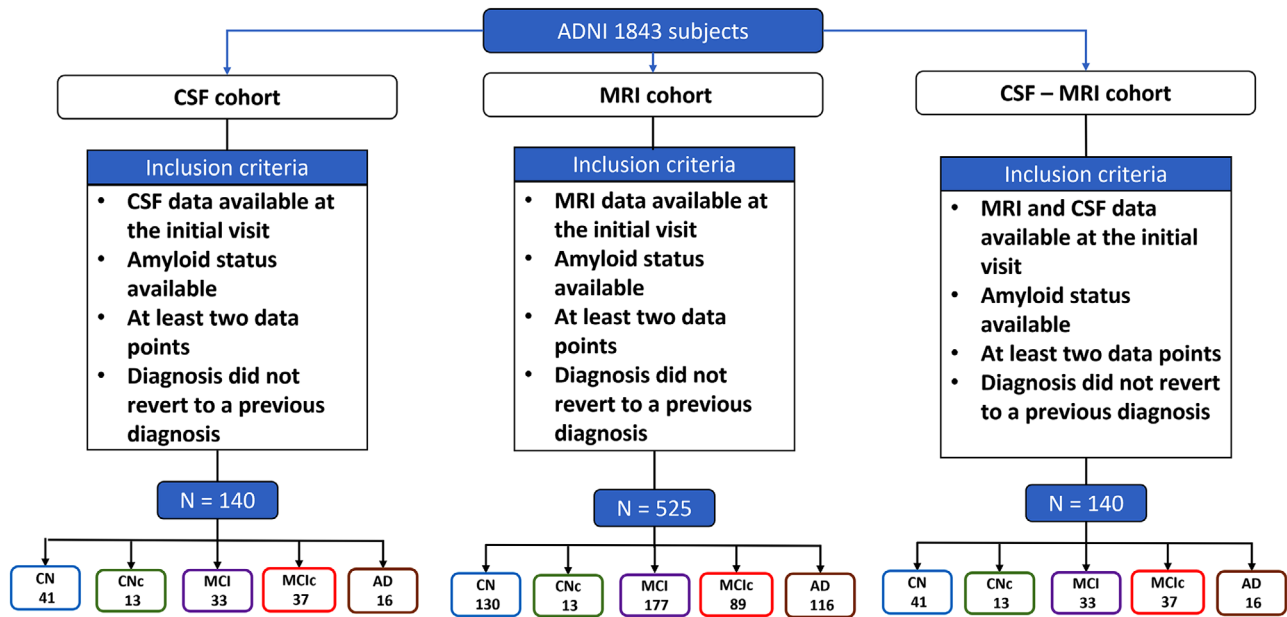 ADNI 1843 subjects
CSF cohort
Inclusion criteria
• CSF data available at
the initial visit
• Amyloid status
available
• At least two data
points
• Diagnosis did not
revert to a previous
diagnosis
N = 140
CN
41
CNc
13
MCI
33
MCIc
37
AD
16
MRI cohort
Inclusion criteria
• MRI data available at
the initial visit
• Amyloid status
available
• At least two data
points
• Diagnosis did not
revert to a previous
diagnosis
N = 525
CN
130
CNc
13
MCI
177
MCIc
89
AD
116
CSF – MRI cohort
Inclusion criteria
• MRI and CSF data
available at the initial
visit
• Amyloid status
available
• At least two data points
• Diagnosis did not revert
to a previous diagnosis
N = 140
CN
41
CNc
13
MCI
33
MCIc
37
AD
16